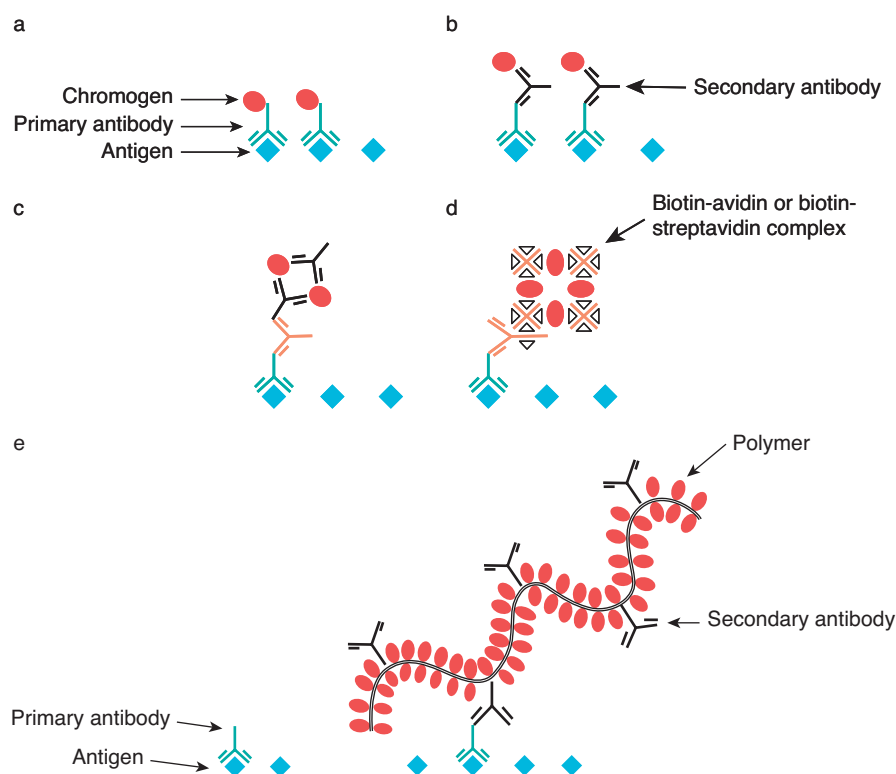 a
Chromogen
Primary antibody
Antigen
b
Secondary antibody
c
d
Biotin-avidin or biotin-
streptavidin complex
e
Polymer
Secondary antibody
Primary antibody
Antigen